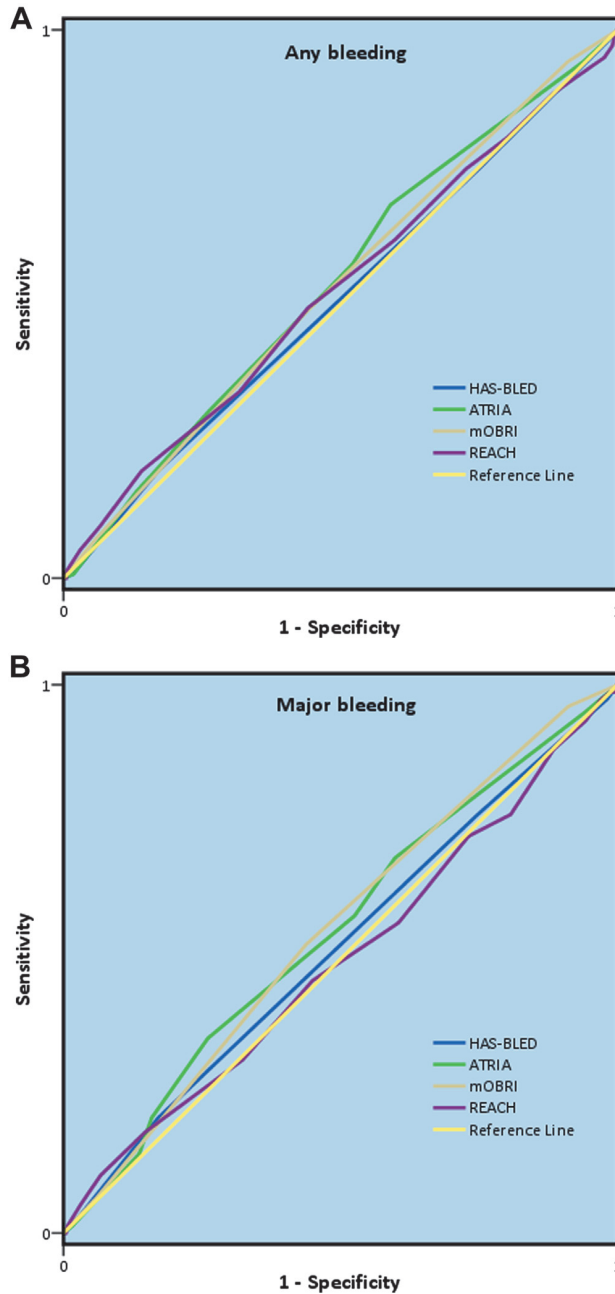 A
1
Any bleeding
Sensitivity
HAS-BLED
ATRIA
mOBRI
REACH
Reference Line
0
0
1 - Specificity
B
1
Major bleeding
Sensitivity
HAS-BLED
ATRIA
mOBRI
REACH
Reference Line
0
0
1 - Specificity